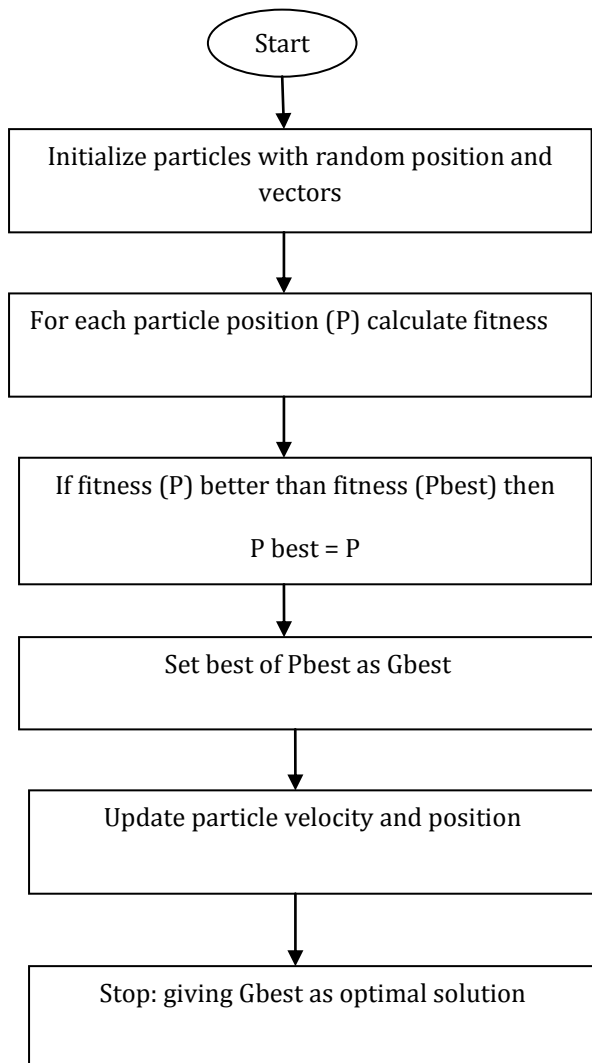 Start
Initialize particles with random position and
vectors
For each particle position (P) calculate fitness
If fitness (P) better than fitness (Pbest) then
P best = P
Set best of Pbest as Gbest
Update particle velocity and position
Stop: giving Gbest as optimal solution